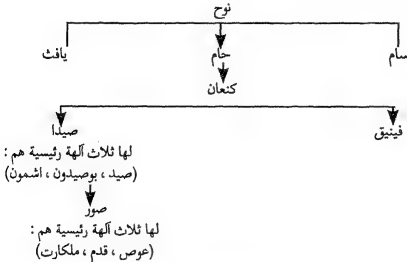 نوح
سام حام يافث
كنعان
فينيق صيدا
لها ثلاث آلهة رئيسية هم :
(صيد ، بوصيدون ، اشمون)
صور
لها ثلاث آلهة رئيسية هم :
(عوص ، قدم ، ملكارت)